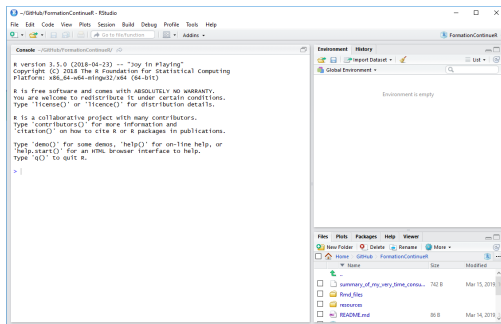 ~/GitHub/FormationContinueR - RStudio
File Edit Code View Plots Session Build Debug Profile Tools Help
Go to file/function Addins
FormationContinueR
Console ~/GitHub/FormationContinueR/
R version 3.5.0 (2018-04-23) -- "Joy in Playing"
Copyright (C) 2018 The R Foundation for Statistical Computing
Platform: x86_64-w64-mingw32/x64 (64-bit)
R is free software and comes with ABSOLUTELY NO WARRANTY.
You are welcome to redistribute it under certain conditions.
Type 'license()' or 'licence()' for distribution details.
R is a collaborative project with many contributors.
Type 'contributors()' for more information and
'citation()' on how to cite R or R packages in publications.
Type 'demo()' for some demos, 'help()' for on-line help, or
'help.start()' for an HTML browser interface to help.
Type 'q()' to quit R.
>
Environment History
Import Dataset List
Global Environment
Environment is empty
Files Plots Packages Help Viewer
New Folder Delete Rename More
Home GitHub FormationContinueR
Name Size Modified
..
summary_of_my_very_time_consu... 742 B Mar 15, 2019
Rmd_files
resources
README.md 86 B Mar 14, 2019